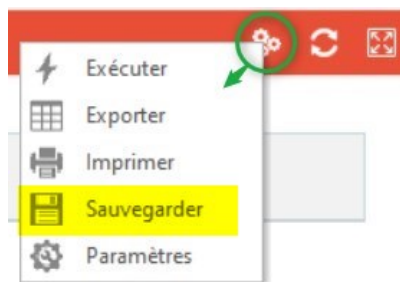 Exécuter
Exporter
Imprimer
Sauvegarder
Paramètres